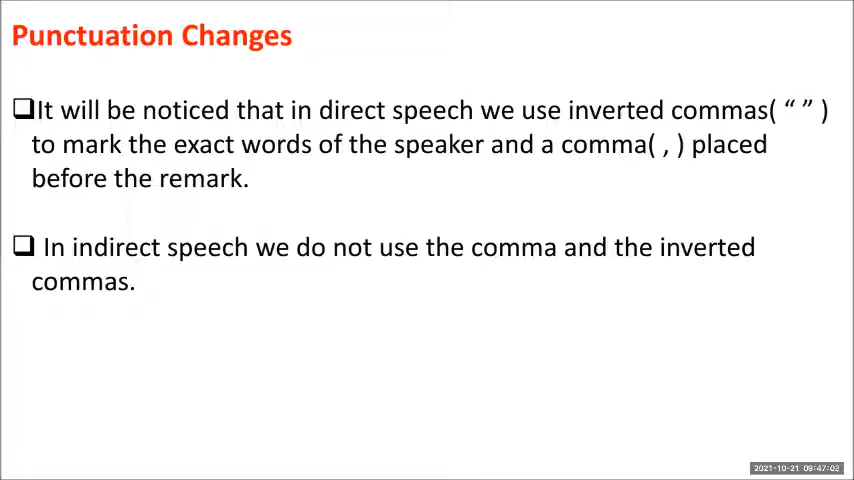 Punctuation Changes
❑It will be noticed that in direct speech we use inverted commas( “ ” )
to mark the exact words of the speaker and a comma( , ) placed
before the remark.
❑ In indirect speech we do not use the comma and the inverted
commas.
2021-10-21 09:47:02